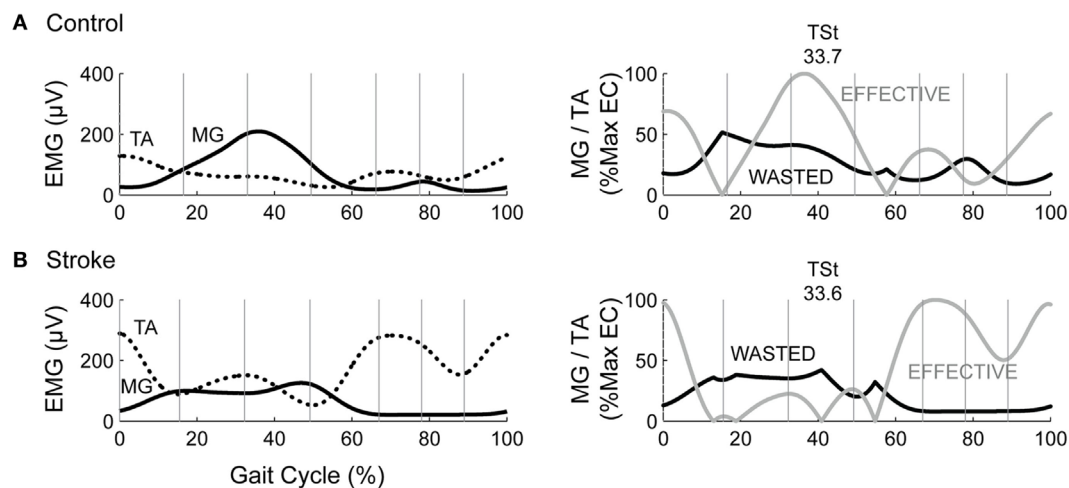 A Control
TSt
33.7
EMG (µV)
400
200
0
TA
MG
0 20 40 60 80 100
MG / TA
(%Max EC)
100
50
0
EFFECTIVE
WASTED
0 20 40 60 80 100
B Stroke
TSt
33.6
EMG (µV)
400
200
0
TA
MG
0 20 40 60 80 100
Gait Cycle (%)
MG / TA
(%Max EC)
100
50
0
WASTED
EFFECTIVE
0 20 40 60 80 100